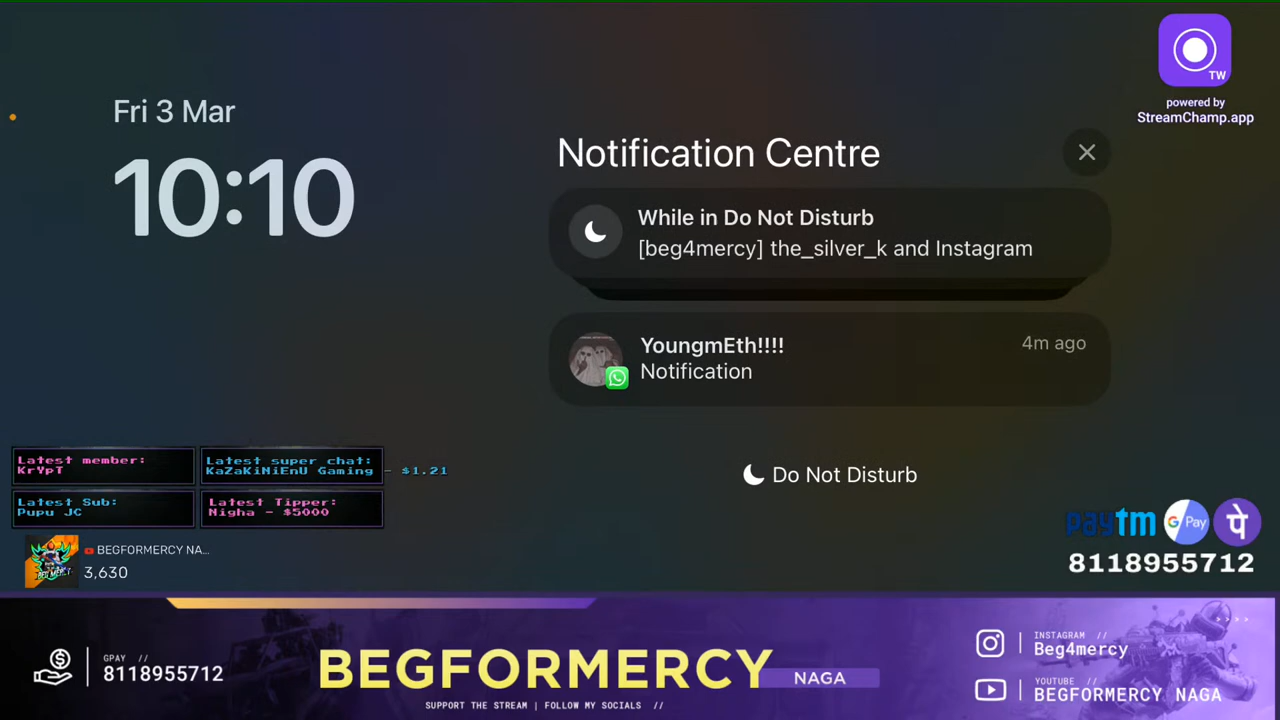 TW
powered by
StreamChamp.app
Fri 3 Mar
10:10
Notification Centre
While in Do Not Disturb
[beg4mercy] the_silver_k and Instagram
YoungmEth!!!!
4m ago
Notification
Do Not Disturb
Latest member:
KrYpT
Latest super chat:
KaZaKiNiEnU Gaming - $1.21
Latest Sub:
Pupu JC
Latest Tipper:
Nigha - $5000
BEGFORMERCY NA...
3,630
paytm G Pay पे
8118955712
GPAY //
8118955712
BEGFORMERCY
NAGA
SUPPORT THE STREAM | FOLLOW MY SOCIALS //
>>>>
INSTAGRAM //
Beg4mercy
YOUTUBE //
BEGFORMERCY NAGA